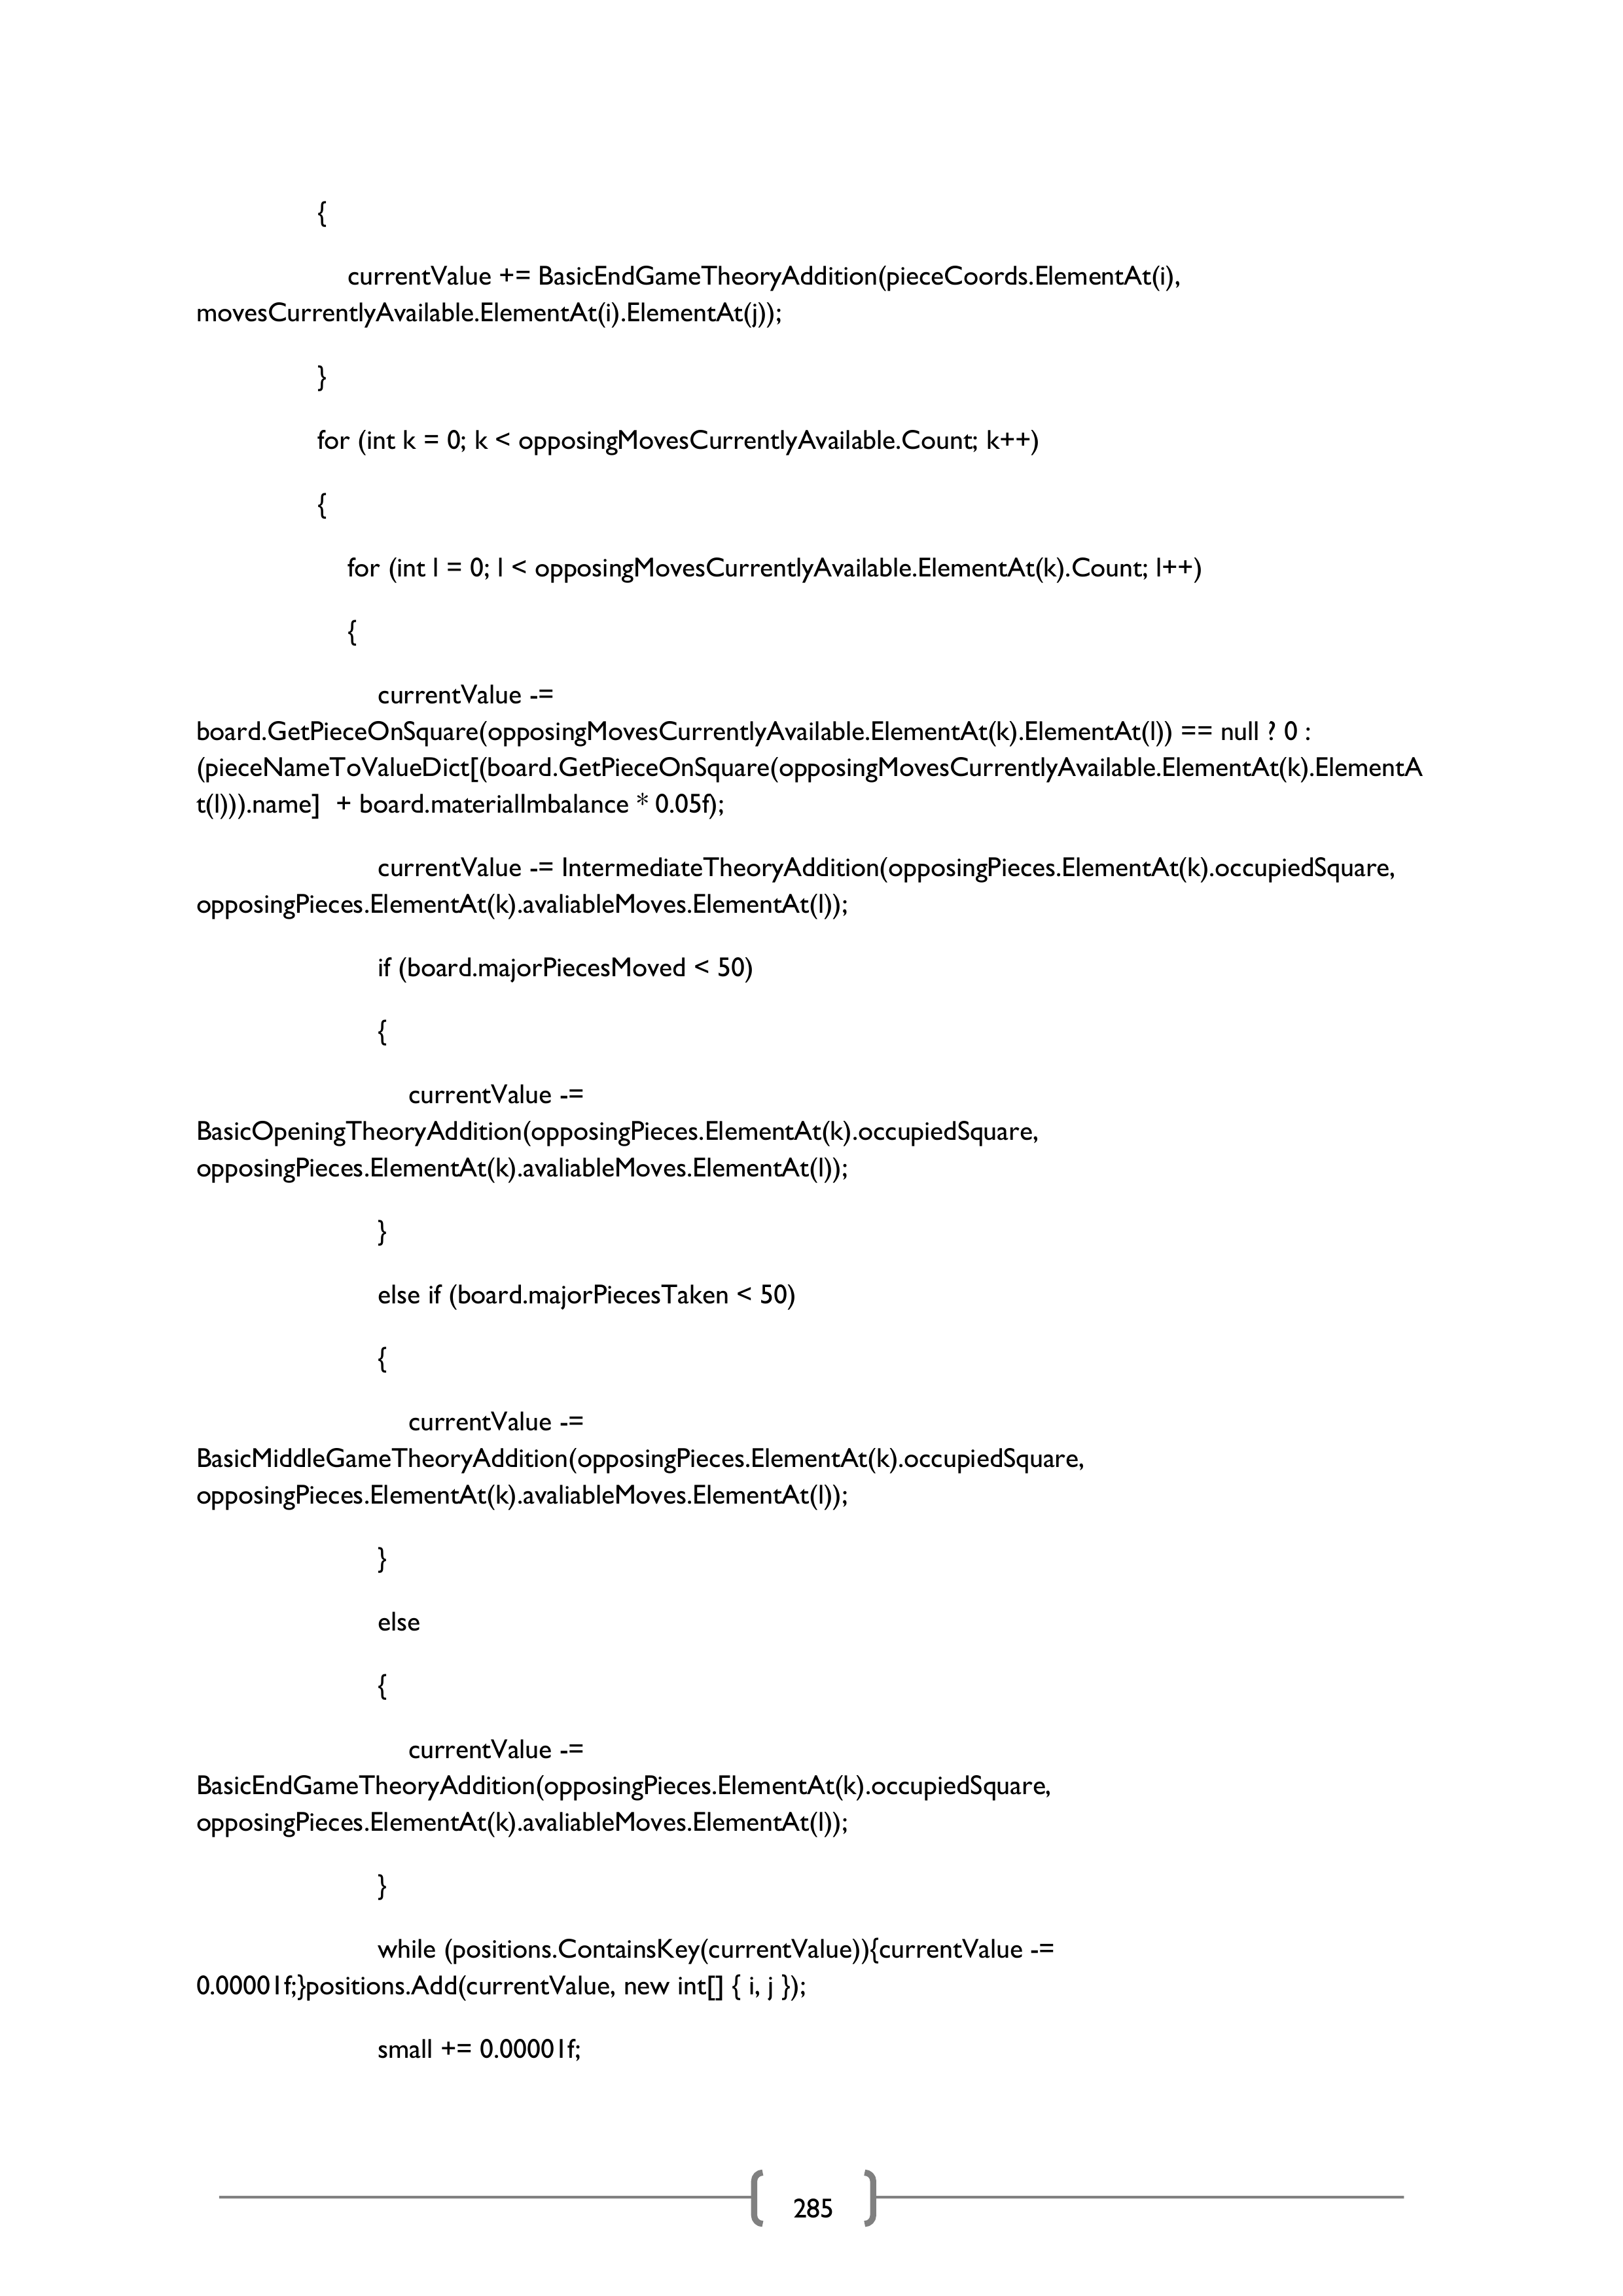 {
currentValue += BasicEndGameTheoryAddition(pieceCoords.ElementAt(i),
movesCurrentlyAvailable.ElementAt(i).ElementAt(j));
}
for (int k = 0; k < opposingMovesCurrentlyAvailable.Count; k++)
{
for (int l = 0; l < opposingMovesCurrentlyAvailable.ElementAt(k).Count; l++)
{
currentValue -=
board.GetPieceOnSquare(opposingMovesCurrentlyAvailable.ElementAt(k).ElementAt(l)) == null ? 0 :
(pieceNameToValueDict[(board.GetPieceOnSquare(opposingMovesCurrentlyAvailable.ElementAt(k).ElementA
t(l))).name]  + board.materialImbalance * 0.05f);
currentValue -= IntermediateTheoryAddition(opposingPieces.ElementAt(k).occupiedSquare,
opposingPieces.ElementAt(k).avaliableMoves.ElementAt(l));
if (board.majorPiecesMoved < 50)
{
currentValue -=
BasicOpeningTheoryAddition(opposingPieces.ElementAt(k).occupiedSquare,
opposingPieces.ElementAt(k).avaliableMoves.ElementAt(l));
}
else if (board.majorPiecesTaken < 50)
{
currentValue -=
BasicMiddleGameTheoryAddition(opposingPieces.ElementAt(k).occupiedSquare,
opposingPieces.ElementAt(k).avaliableMoves.ElementAt(l));
}
else
{
currentValue -=
BasicEndGameTheoryAddition(opposingPieces.ElementAt(k).occupiedSquare,
opposingPieces.ElementAt(k).avaliableMoves.ElementAt(l));
}
while (positions.ContainsKey(currentValue)){currentValue -=
0.00001f;}positions.Add(currentValue, new int[] { i, j });
small += 0.00001f;
285